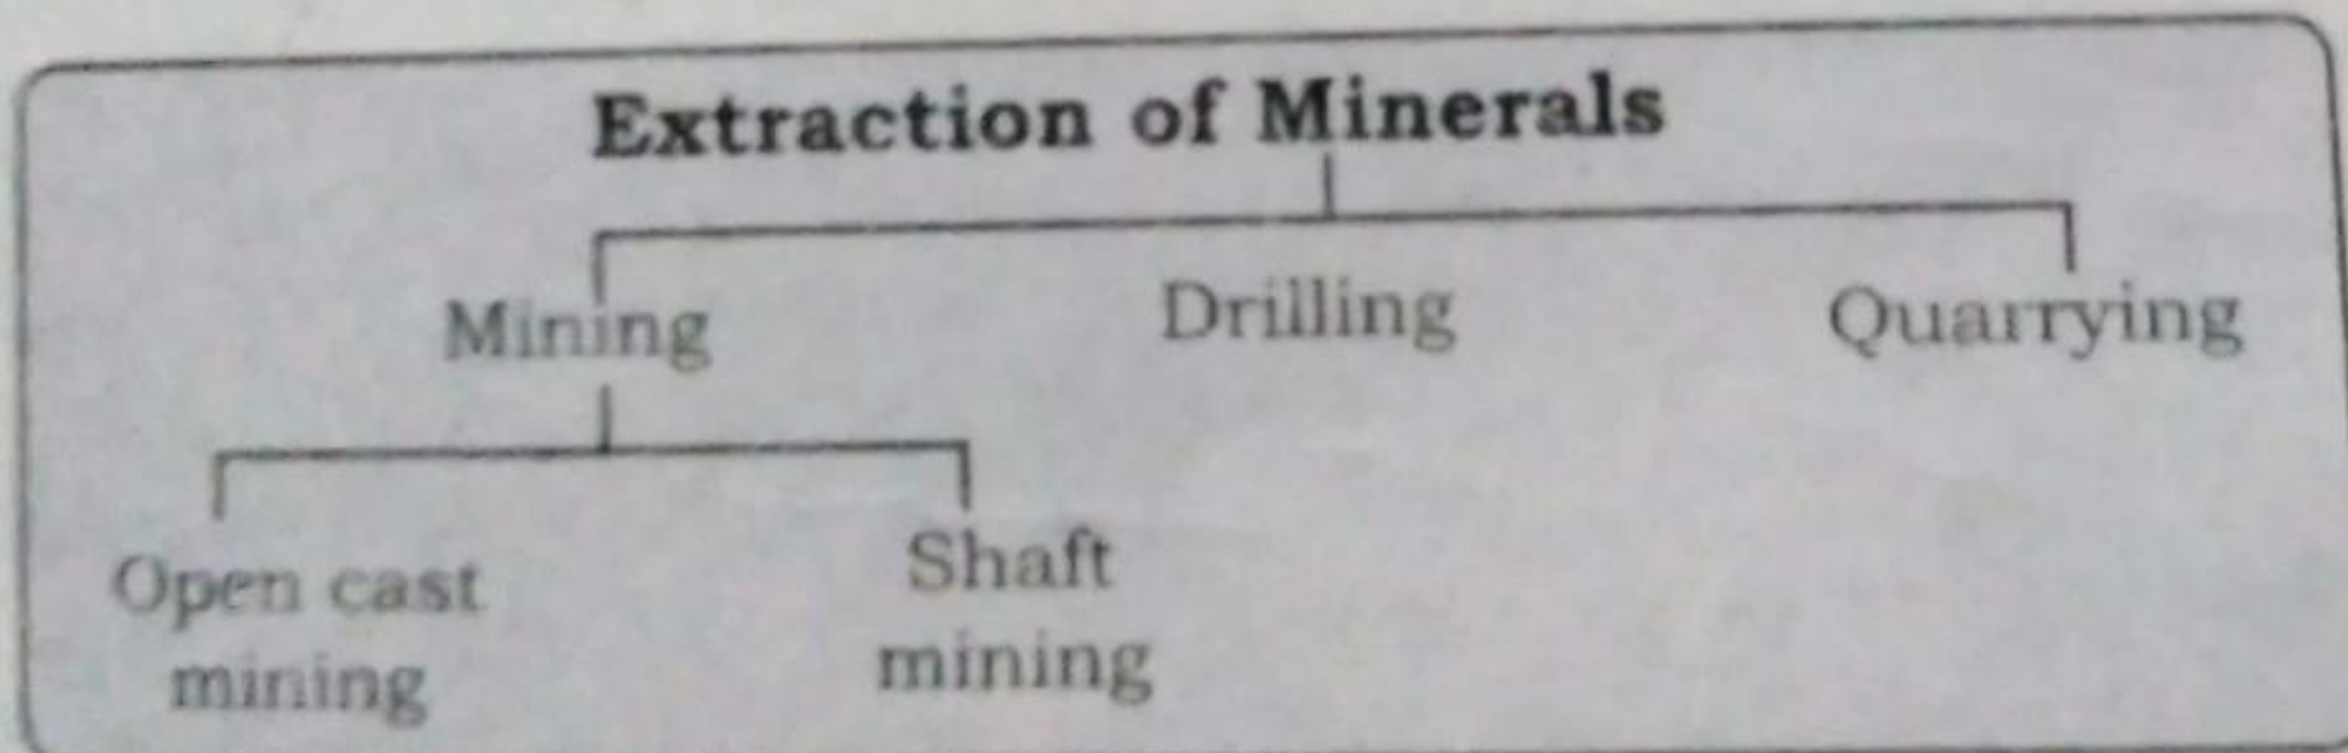 Extraction of Minerals
Mining Drilling Quarrying
Open cast
mining
Shaft
mining